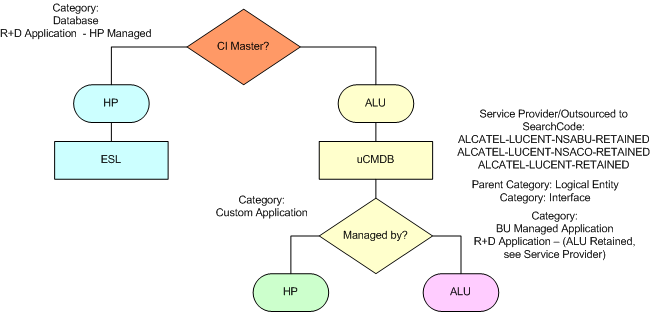 Category:
Database
R+D Application - HP Managed
CI Master?
HP
ALU
ESL
uCMDB
Service Provider/Outsourced to
SearchCode:
ALCATEL-LUCENT-NSABU-RETAINED
ALCATEL-LUCENT-NSACO-RETAINED
ALCATEL-LUCENT-RETAINED
Parent Category: Logical Entity
Category: Interface
Category:
BU Managed Application
R+D Application – (ALU Retained,
see Service Provider)
Category:
Custom Application
Managed by?
HP
ALU